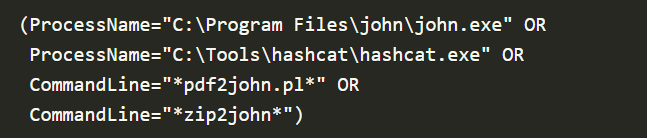 (ProcessName="C:\Program Files\john\john.exe" OR
ProcessName="C:\Tools\hashcat\hashcat.exe" OR
CommandLine="*pdf2john.pl*" OR
CommandLine="*zip2john*")